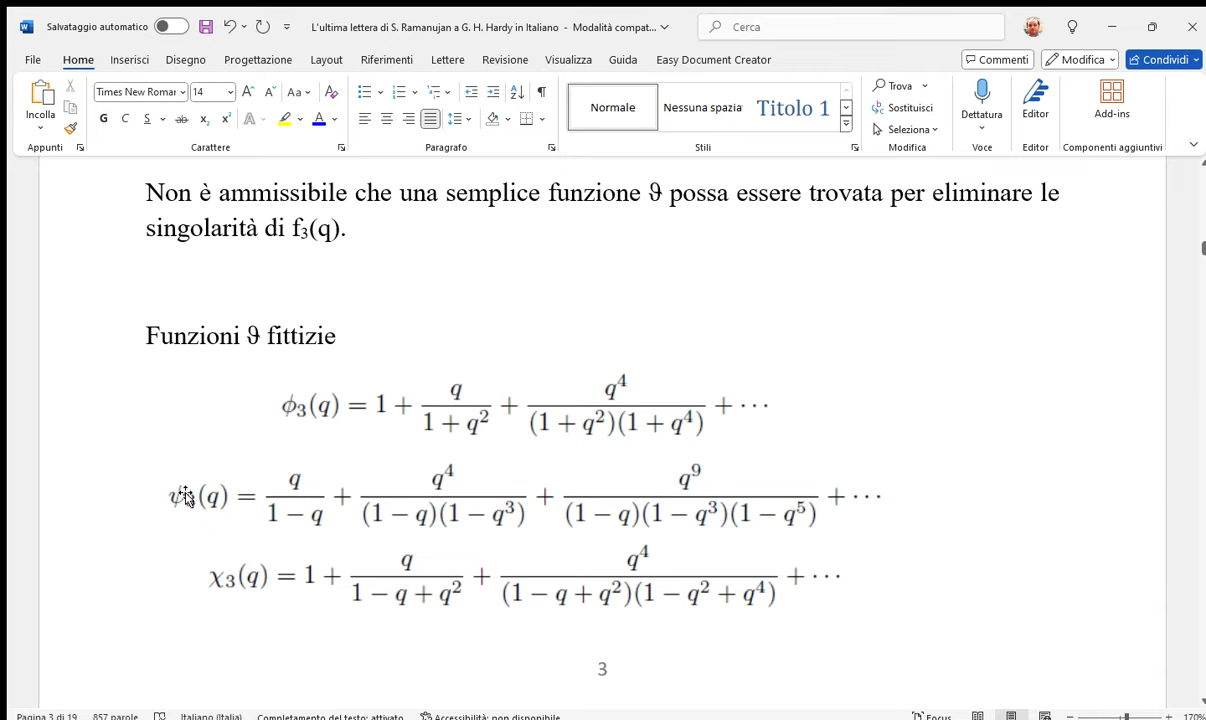 Salvataggio automatico
L'ultima lettera di S. Ramanujan a G. H. Hardy in Italiano - Modalità compat...
Cerca
File Home Inserisci Disegno Progettazione Layout Riferimenti Lettere Revisione Visualizza Guida Easy Document Creator
Commenti Modifica Condividi
Incolla
Appunti
Times New Romar 14
G C S ab x₂ x²
Carattere
Paragrafo
Normale Nessuna spazia Titolo 1
Stili
Trova
Sostituisci
Seleziona
Modifica
Dettatura
Voce
Editor
Editor
Add-ins
Componenti aggiuntivi
Non è ammissibile che una semplice funzione ϑ possa essere trovata per eliminare le
singolarità di f₃(q).
Funzioni ϑ fittizie
ϕ₃(q) = 1 + q/(1 + q²) + q⁴/((1 + q²)(1 + q⁴)) + ···
ψ (q) = q/(1 − q) + q⁴/((1 − q)(1 − q³)) + q⁹/((1 − q)(1 − q³)(1 − q⁵)) + ···
χ₃(q) = 1 + q/(1 − q + q²) + q⁴/((1 − q + q²)(1 − q² + q⁴)) + ···
3
Pagina 3 di 19 857 parole Italiano (Italia) Completamento del testo: attivato Accessibilità: non disponibile Focus 170%